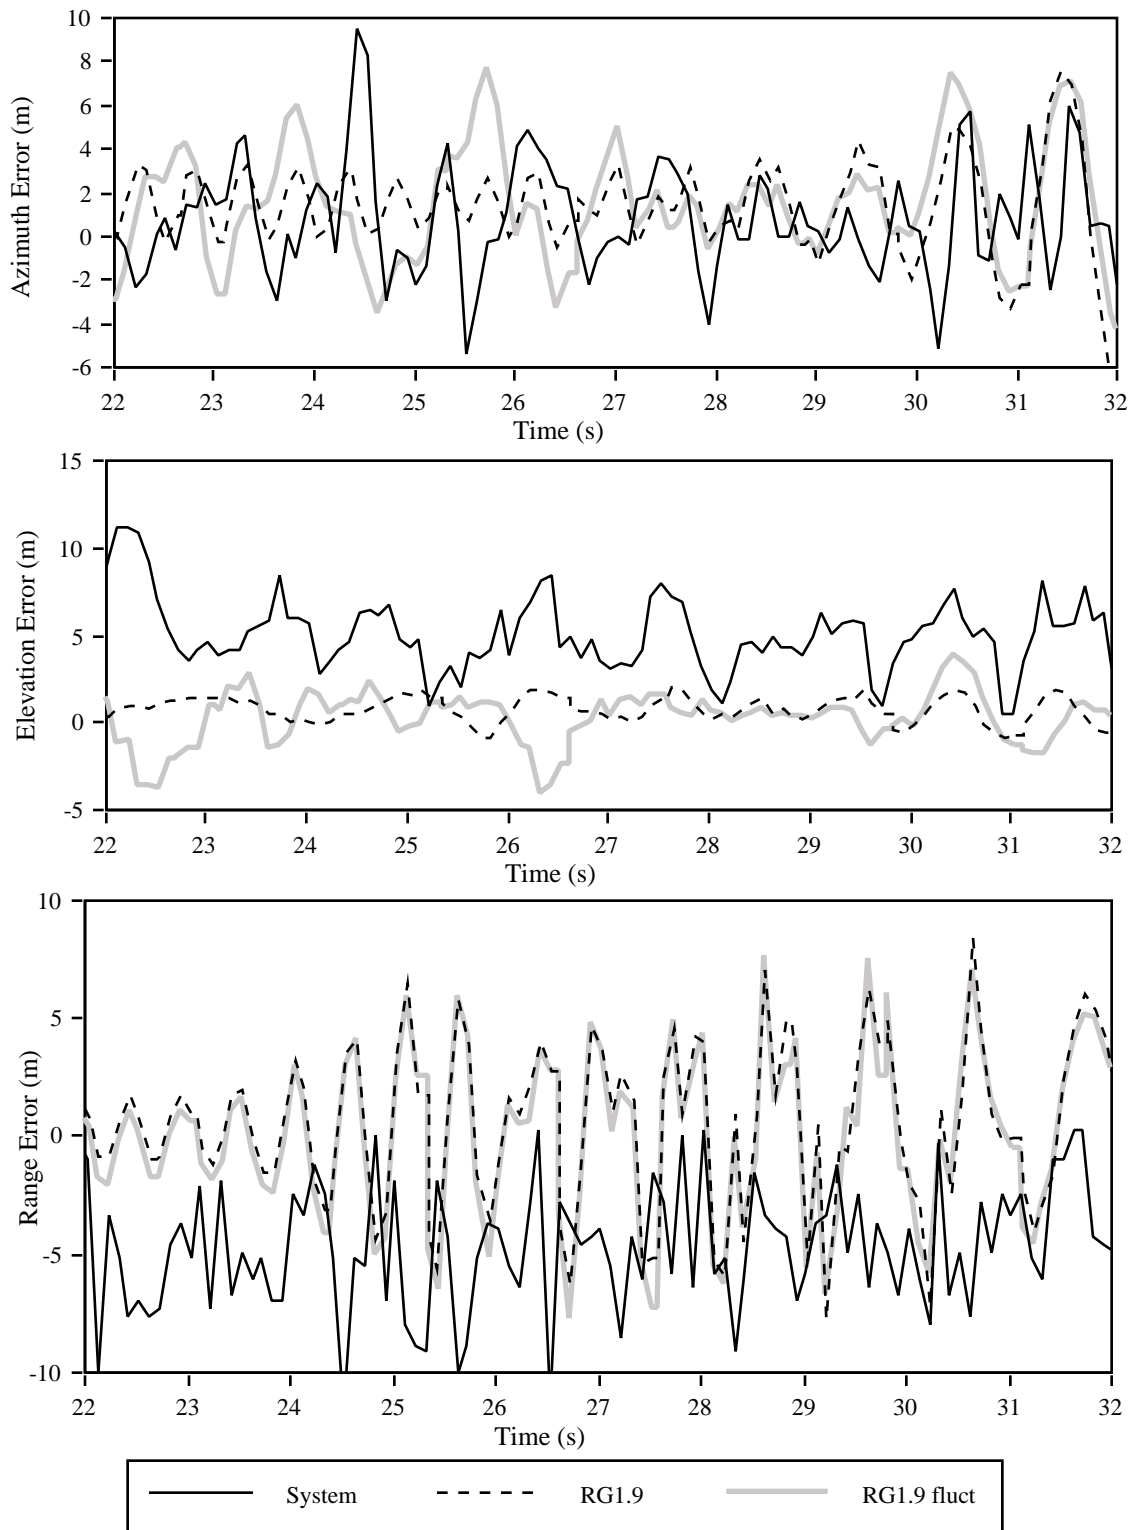 10
8
6
4
2
0
-2
-4
-6
Azimuth Error (m)
22 23 24 25 26 27 28 29 30 31 32
Time (s)
15
10
5
0
-5
Elevation Error (m)
22 23 24 25 26 27 28 29 30 31 32
Time (s)
10
5
0
-5
-10
Range Error (m)
22 23 24 25 26 27 28 29 30 31 32
Time (s)
System RG1.9 RG1.9 fluct